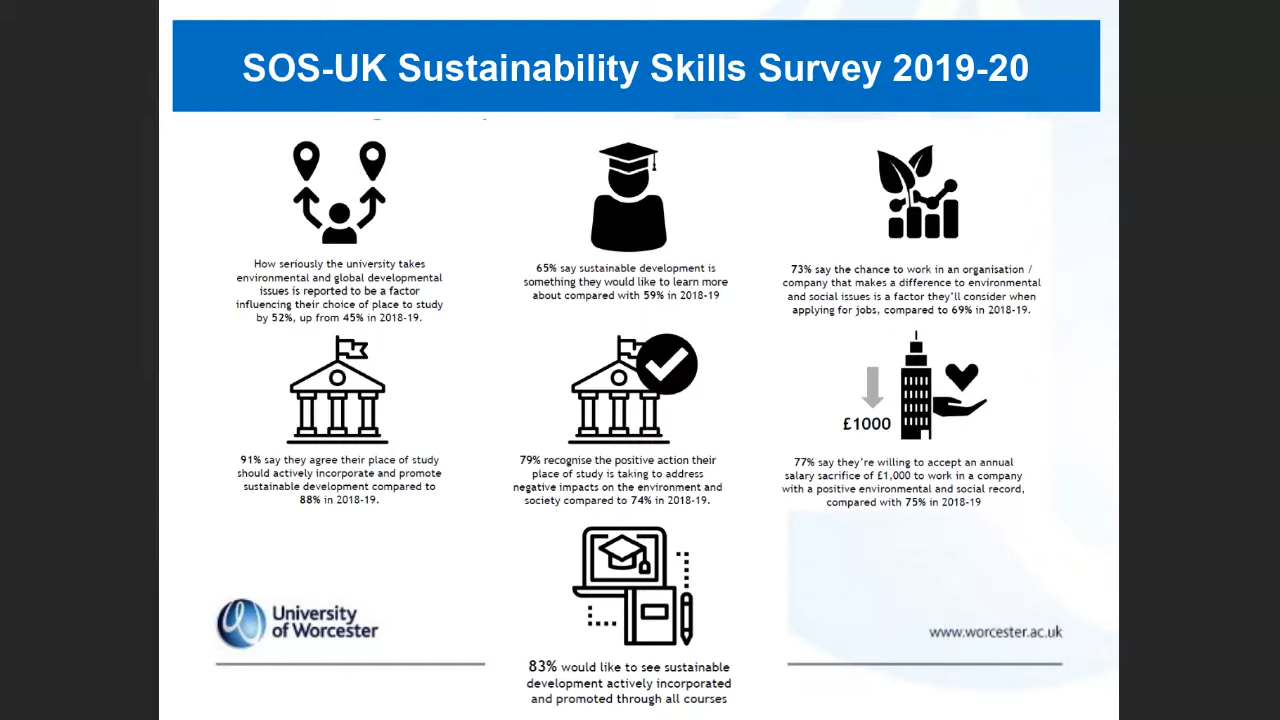 SOS-UK Sustainability Skills Survey 2019-20
How seriously the university takes
environmental and global developmental
issues is reported to be a factor
influencing their choice of place to study
by 52%, up from 45% in 2018-19.
65% say sustainable development is
something they would like to learn more
about compared with 59% in 2018-19
73% say the chance to work in an organisation /
company that makes a difference to environmental
and social issues is a factor they'll consider when
applying for jobs, compared to 69% in 2018-19.
91% say they agree their place of study
should actively incorporate and promote
sustainable development compared to
88% in 2018-19.
79% recognise the positive action their
place of study is taking to address
negative impacts on the environment and
society compared to 74% in 2018-19.
£1000
77% say they're willing to accept an annual
salary sacrifice of £1,000 to work in a company
with a positive environmental and social record,
compared with 75% in 2018-19
83% would like to see sustainable
development actively incorporated
and promoted through all courses
University
of Worcester
www.worcester.ac.uk